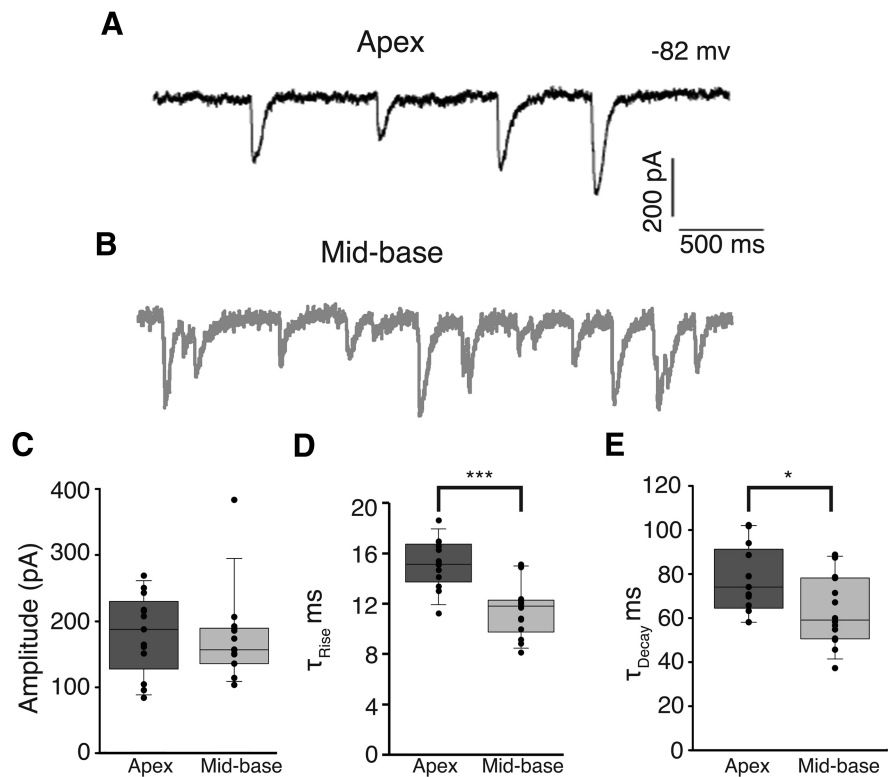 A
Apex
-82 mv
200 pA
500 ms
B
Mid-base
C
Amplitude (pA)
400
300
200
100
0
Apex
Mid-base
D
***
τRise ms
20
16
12
8
4
0
Apex
Mid-base
E
*
τDecay ms
120
100
80
60
40
20
0
Apex
Mid-base